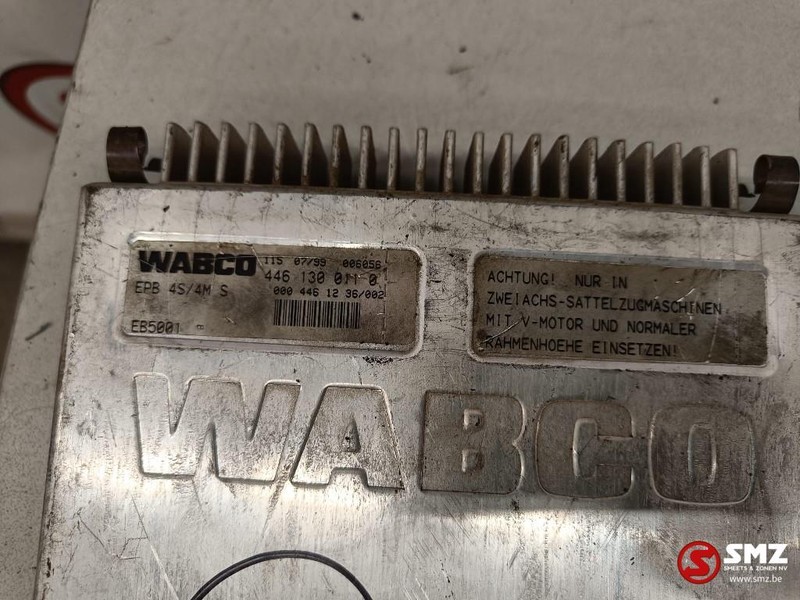 WABCO 115 07/99 006056
446 130 011 0
EPB 4S/4M S 000 446 12 36/002
EB5001
ACHTUNG! NUR IN
ZWEIACHS-SATTELZUGMASCHINEN
MIT V-MOTOR UND NORMALER
RAHMENHOEHE EINSETZEN!
WABCO
SMZ
SMEETS & ZONEN NV
www.smz.be